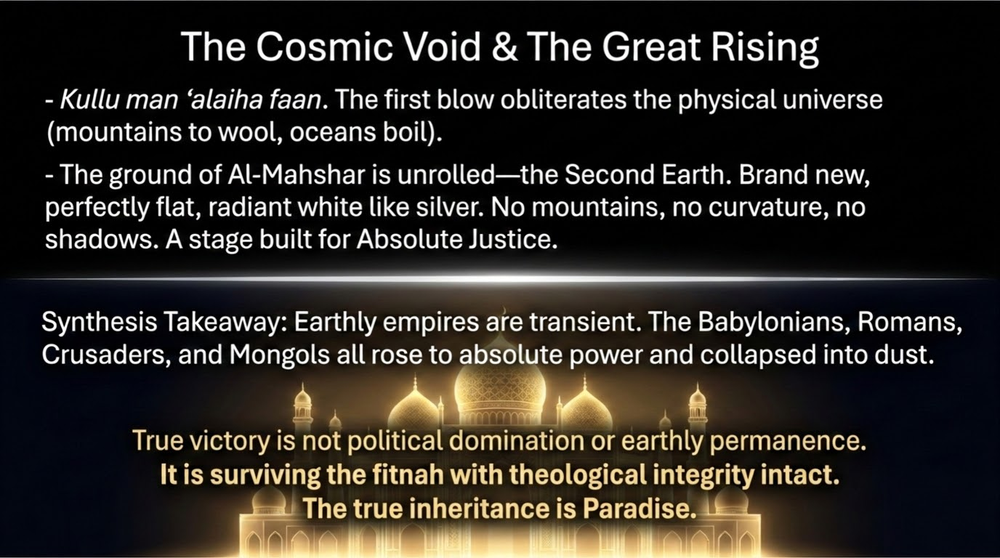 The Cosmic Void & The Great Rising
- Kullu man ‘alaiha faan. The first blow obliterates the physical universe
(mountains to wool, oceans boil).
- The ground of Al-Mahshar is unrolled—the Second Earth. Brand new,
perfectly flat, radiant white like silver. No mountains, no curvature, no
shadows. A stage built for Absolute Justice.
Synthesis Takeaway: Earthly empires are transient. The Babylonians, Romans,
Crusaders, and Mongols all rose to absolute power and collapsed into dust.
True victory is not political domination or earthly permanence.
It is surviving the fitnah with theological integrity intact.
The true inheritance is Paradise.